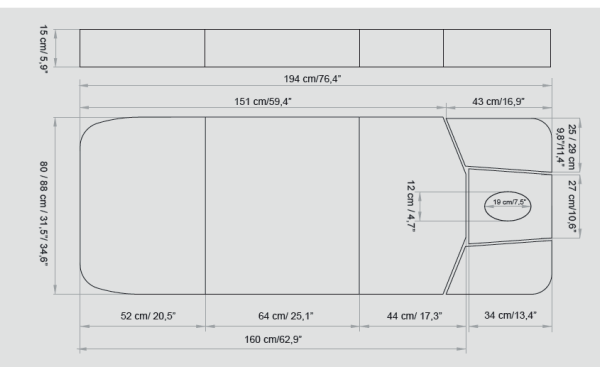 15 cm/ 5,9"
194 cm/76,4"
151 cm/59,4"
43 cm/16,9"
25 / 29 cm
9,8"/11,4"
80 / 88 cm / 31,5"/ 34,6"
12 cm
/ 4,7"
19 cm/7,5"
27 cm/10,6"
52 cm/ 20,5"
64 cm/ 25,1"
44 cm/ 17,3"
34 cm/13,4"
160 cm/62,9"